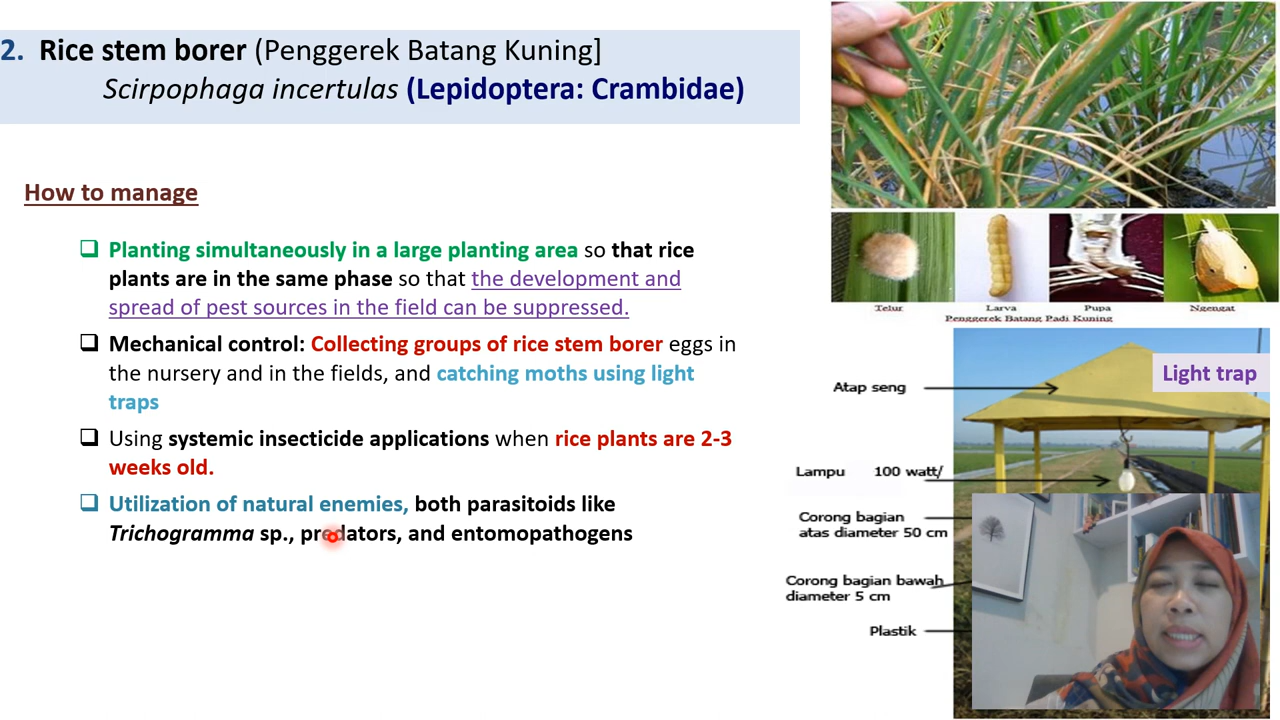 2. Rice stem borer (Penggerek Batang Kuning]
Scirpophaga incertulas (Lepidoptera: Crambidae)
How to manage
Planting simultaneously in a large planting area so that rice
plants are in the same phase so that the development and
spread of pest sources in the field can be suppressed.
Mechanical control: Collecting groups of rice stem borer eggs in
the nursery and in the fields, and catching moths using light
traps
Using systemic insecticide applications when rice plants are 2-3
weeks old.
Utilization of natural enemies, both parasitoids like
Trichogramma sp., predators, and entomopathogens
Telur
Larva
Pupa
Ngengat
Penggerek Batang Padi Kuning
Light trap
Atap seng
Lampu 100 watt/
Corong bagian
atas diameter 50 cm
Corong bagian bawah
diameter 5 cm
Plastik